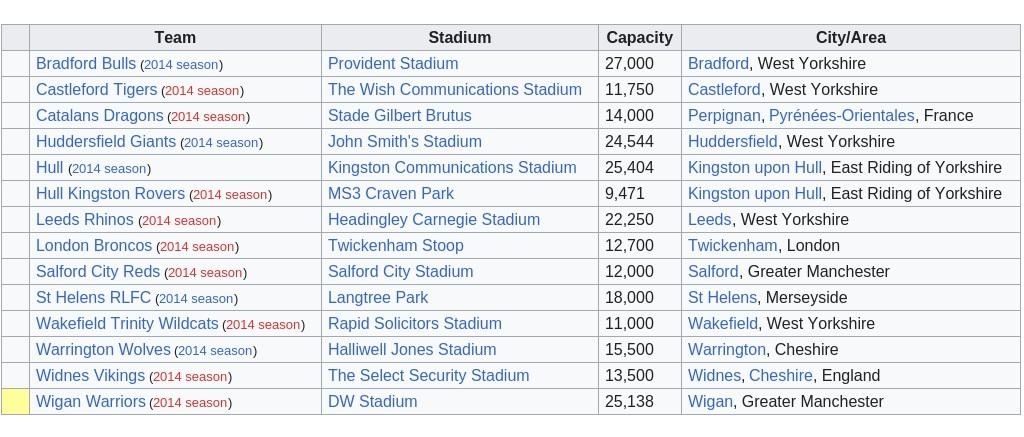 Team Stadium Capacity City/Area
Bradford Bulls (2014 season) Provident Stadium 27,000 Bradford, West Yorkshire
Castleford Tigers (2014 season) The Wish Communications Stadium 11,750 Castleford, West Yorkshire
Catalans Dragons (2014 season) Stade Gilbert Brutus 14,000 Perpignan, Pyrénées-Orientales, France
Huddersfield Giants (2014 season) John Smith's Stadium 24,544 Huddersfield, West Yorkshire
Hull (2014 season) Kingston Communications Stadium 25,404 Kingston upon Hull, East Riding of Yorkshire
Hull Kingston Rovers (2014 season) MS3 Craven Park 9,471 Kingston upon Hull, East Riding of Yorkshire
Leeds Rhinos (2014 season) Headingley Carnegie Stadium 22,250 Leeds, West Yorkshire
London Broncos (2014 season) Twickenham Stoop 12,700 Twickenham, London
Salford City Reds (2014 season) Salford City Stadium 12,000 Salford, Greater Manchester
St Helens RLFC (2014 season) Langtree Park 18,000 St Helens, Merseyside
Wakefield Trinity Wildcats (2014 season) Rapid Solicitors Stadium 11,000 Wakefield, West Yorkshire
Warrington Wolves (2014 season) Halliwell Jones Stadium 15,500 Warrington, Cheshire
Widnes Vikings (2014 season) The Select Security Stadium 13,500 Widnes, Cheshire, England
Wigan Warriors (2014 season) DW Stadium 25,138 Wigan, Greater Manchester